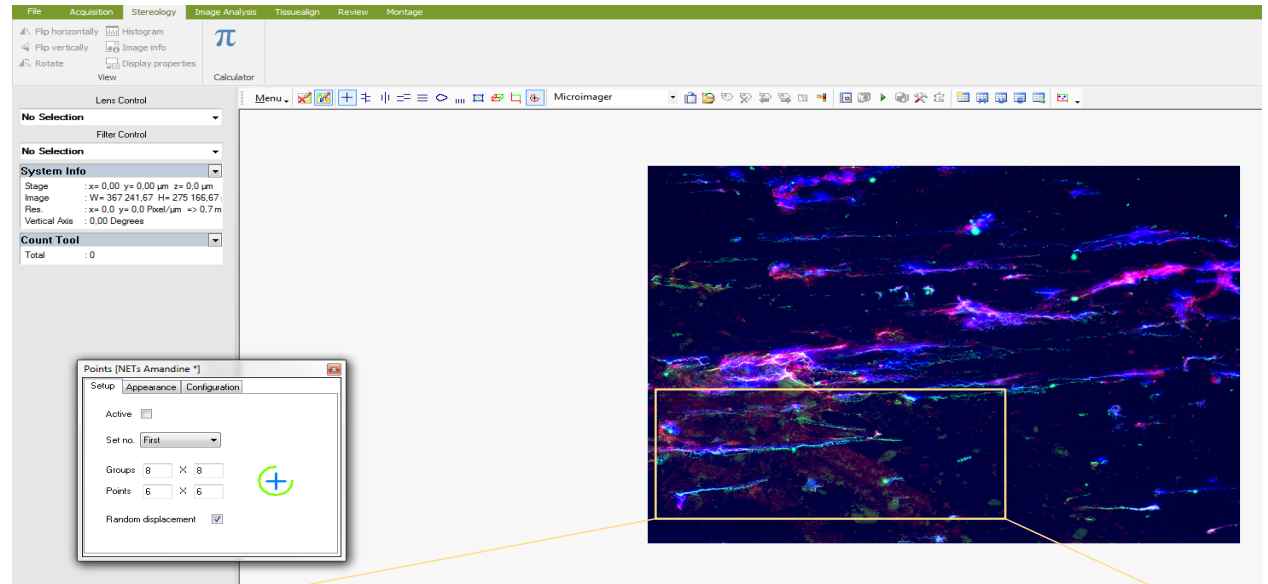 File Acquisition Stereology Image Analysis Tissuealign Review Montage
Flip horizontally Histogram
Flip vertically Image info
Rotate Display properties
π
View Calculator
Lens Control
Menu Microimager
No Selection
Filter Control
No Selection
System Info
Stage : x= 0,00 y= 0,00 µm z= 0,0 µm
Image : W= 367 241,67 H= 275 166,67
Res. : x= 0,0 y= 0,0 Pixel/µm => 0,7 m
Vertical Axis : 0,00 Degrees
Count Tool
Total : 0
Points [NETs Amandine *]
Setup Appearance Configuration
Active
Set no. First
Groups 8 X 8
Points 6 X 6
Random displacement